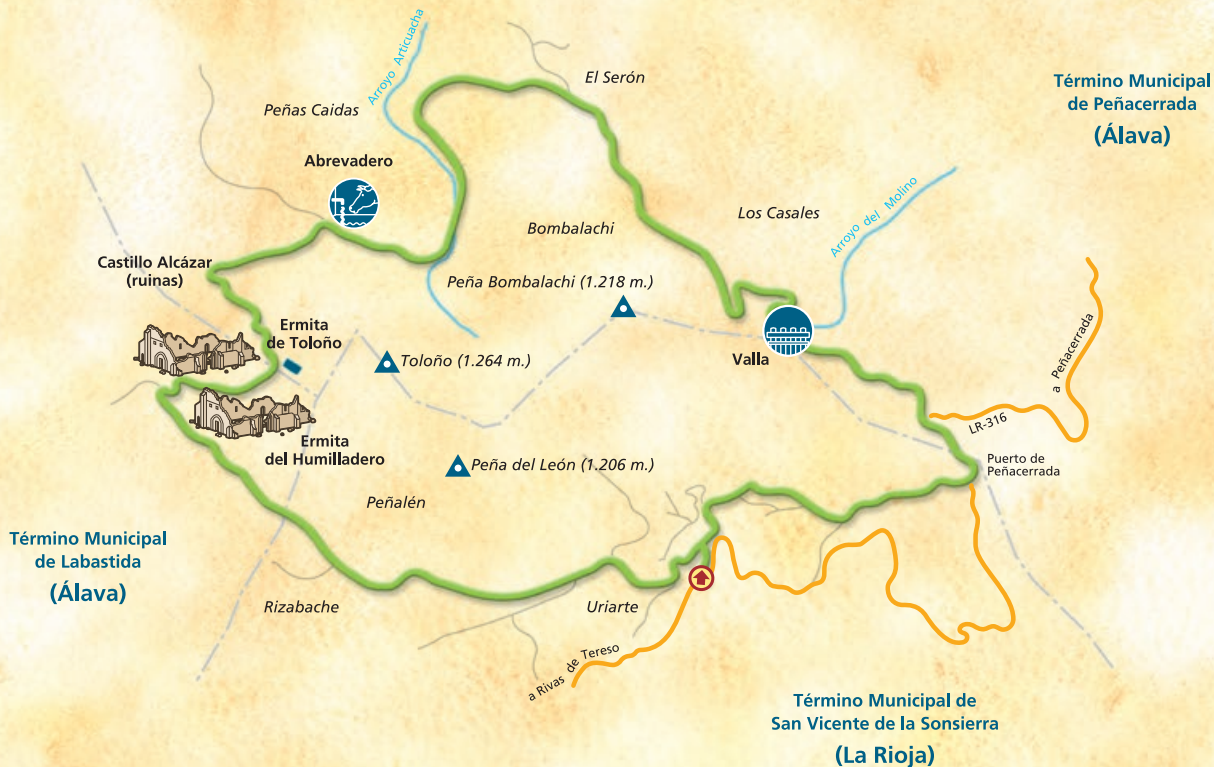 Arroyo Articuacha
El Serón
Término Municipal
de Peñacerrada
(Álava)
Peñas Caidas
Abrevadero
Arroyo del Molino
Los Casales
Bombalachi
Castillo Alcázar
(ruinas)
Peña Bombalachi (1.218 m.)
Ermita
de Toloño
Toloño (1.264 m.)
Valla
a Peñacerrada
LR-316
Ermita
del Humilladero
Peña del León (1.206 m.)
Puerto de
Peñacerrada
Peñalén
Término Municipal
de Labastida
(Álava)
Rizabache
Uriarte
a Rivas de Tereso
Término Municipal de
San Vicente de la Sonsierra
(La Rioja)